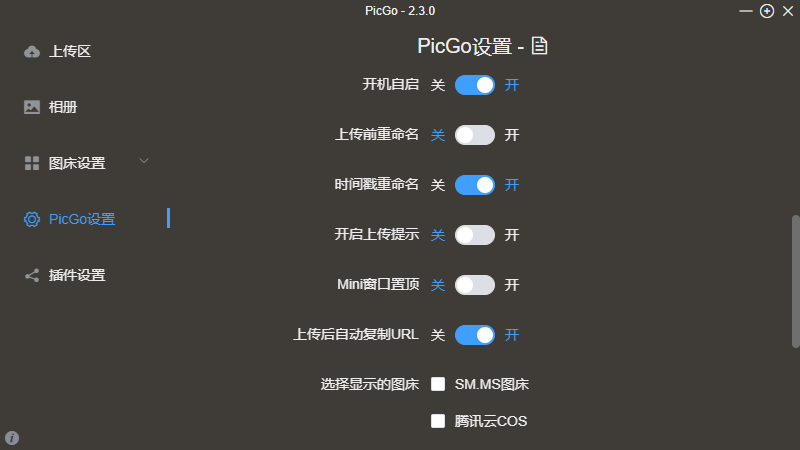 PicGo - 2.3.0
上传区
相册
图床设置
PicGo设置
插件设置
PicGo设置 -
开机自启 关 开
上传前重命名 关 开
时间戳重命名 关 开
开启上传提示 关 开
Mini窗口置顶 关 开
上传后自动复制URL 关 开
选择显示的图床 SM.MS图床
腾讯云COS